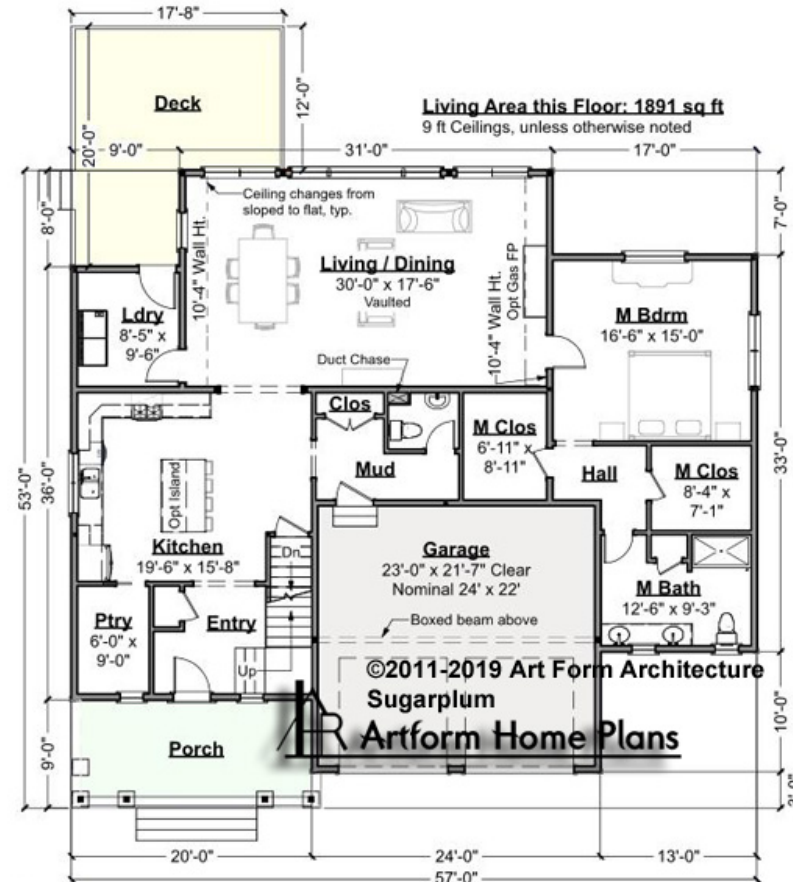 17'-8"
Deck
12'-0"
20'-0"
Living Area this Floor: 1891 sq ft
9 ft Ceilings, unless otherwise noted
9'-0"
31'-0"
17'-0"
Ceiling changes from
sloped to flat, typ.
8'-0"
7'-0"
10'-4" Wall Ht.
Living / Dining
30'-0" x 17'-6"
Vaulted
10'-4" Wall Ht.
Opt Gas FP
Ldry
8'-5" x
9'-6"
M Bdrm
16'-6" x 15'-0"
Duct Chase
Clos
M Clos
6'-11" x
8'-11"
Mud
Hall
M Clos
8'-4" x
7'-1"
53'-0"
36'-0"
33'-0"
Opt Island
Kitchen
19'-6" x 15'-8"
Dn
Garage
23'-0" x 21'-7" Clear
Nominal 24' x 22'
M Bath
12'-6" x 9'-3"
Ptry
6'-0" x
9'-0"
Entry
Boxed beam above
Up
©2011-2019 Art Form Architecture
Sugarplum
Artform Home Plans
10'-0"
9'-0"
Porch
20'-0"
24'-0"
13'-0"
57'-0"